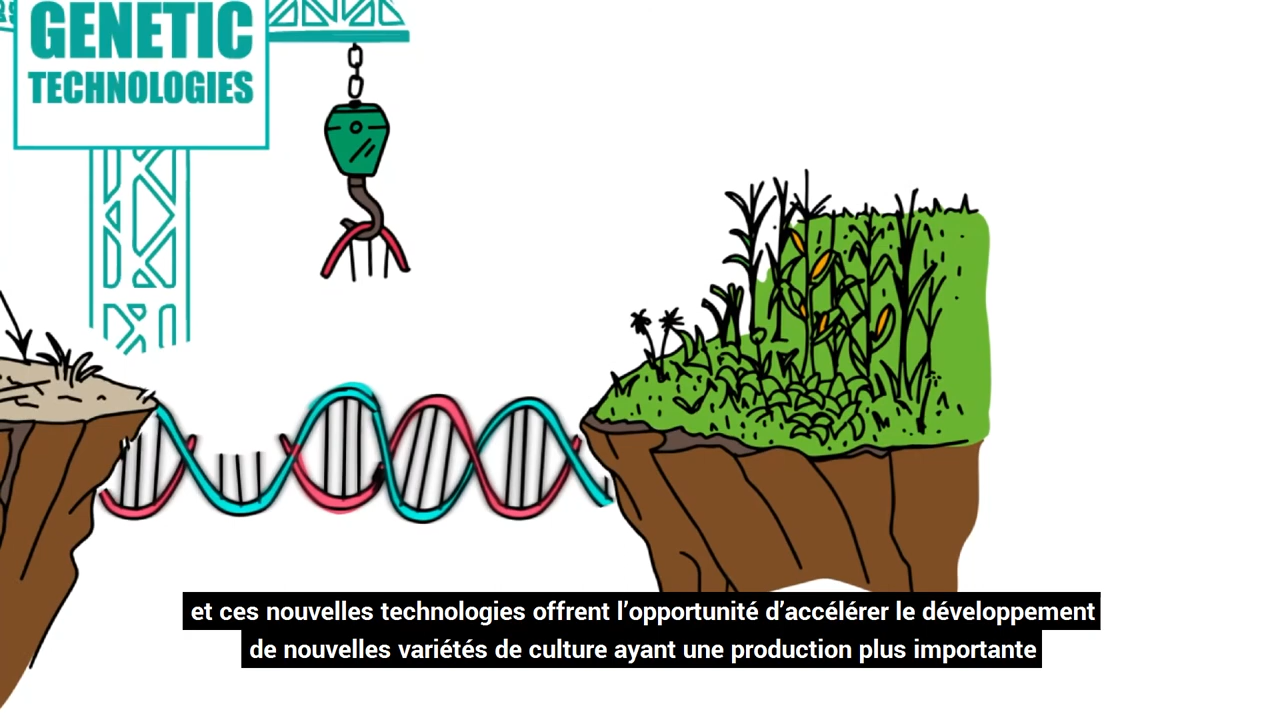 GENETIC
TECHNOLOGIES
et ces nouvelles technologies offrent l’opportunité d’accélérer le développement
de nouvelles variétés de culture ayant une production plus importante